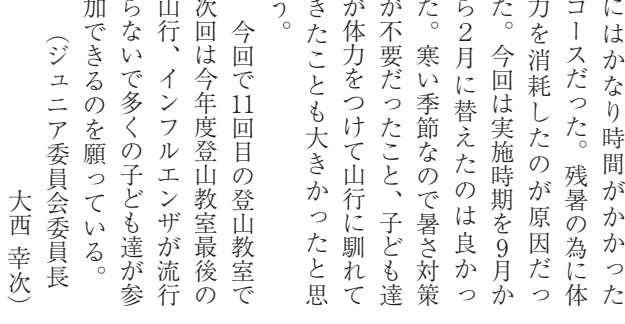 にはかなり時間がかかった
コースだった。残暑の為に体
力を消耗したのが原因だっ
た。今回は実施時期を9月か
ら2月に替えたのは良かっ
た。寒い季節なので暑さ対策
が不要だったこと、子ども達
が体力をつけて山行に馴れて
きたことも大きかったと思
う。
今回で11回目の登山教室で
次回は今年度登山教室最後の
山行、インフルエンザが流行
らないで多くの子ども達が参
加できるのを願っている。
（ジュニア委員会委員長
大西 幸次）